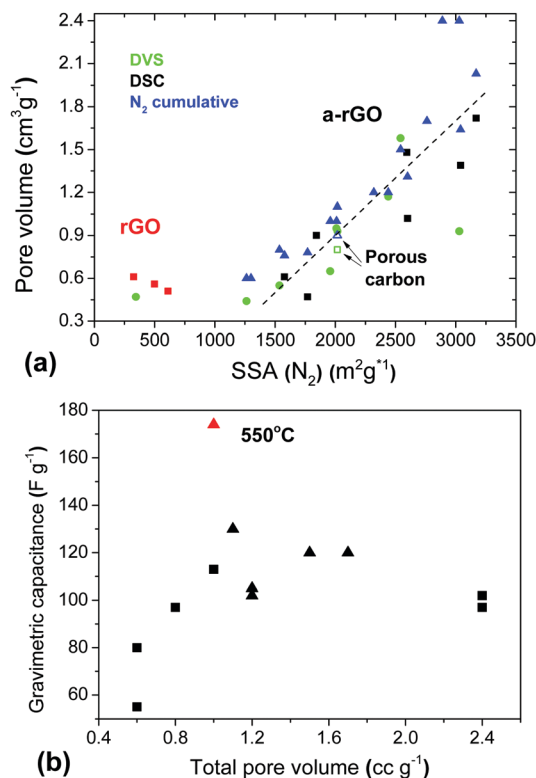 (a)
2.4
2.1
1.8
1.5
1.2
0.9
0.6
0.3
Pore volume (cm³g⁻¹)
DVS
DSC
N₂ cumulative
a-rGO
rGO
Porous
carbon
0 500 1000 1500 2000 2500 3000 3500
SSA (N₂) (m²g*¹)
180
160
140
120
100
80
60
Gravimetric capacitance (F g⁻¹)
550°C
0.4 0.8 1.2 1.6 2.0 2.4
(b)
Total pore volume (cc g⁻¹)